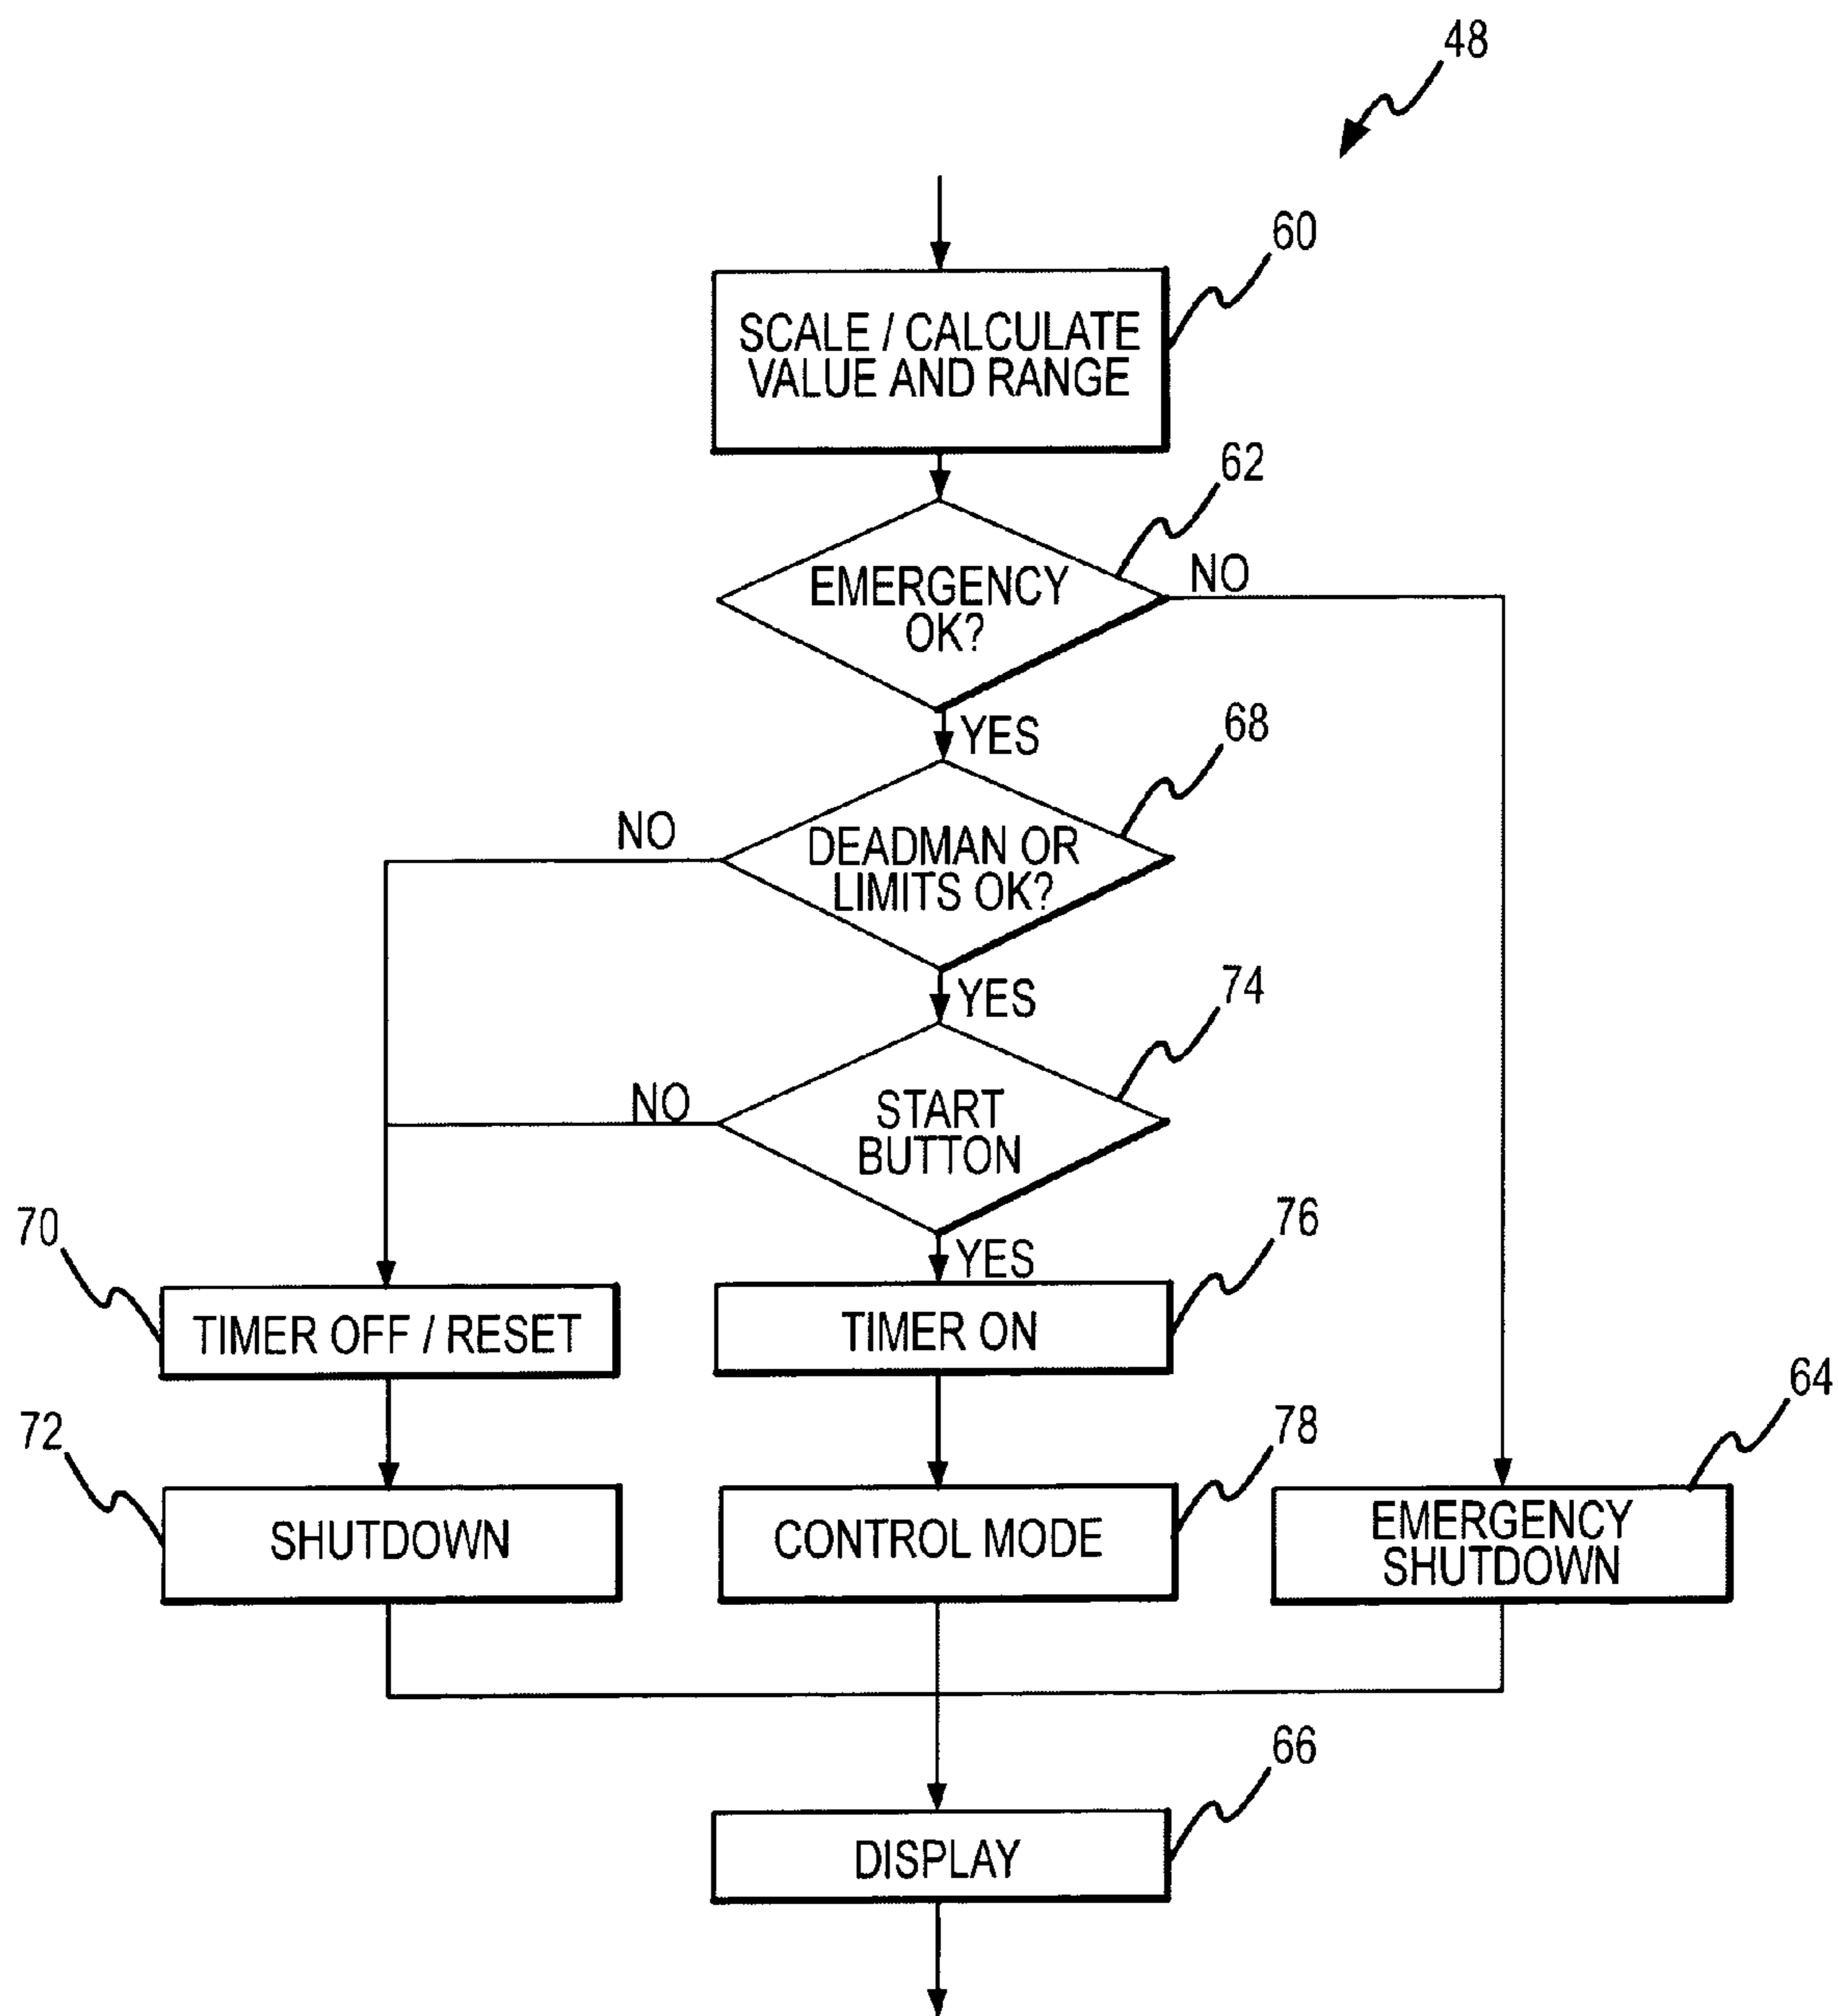 48
60
SCALE / CALCULATE
VALUE AND RANGE
62
EMERGENCY
OK?
NO
YES
68
NO
DEADMAN OR
LIMITS OK?
YES
74
NO
START
BUTTON
YES
70
76
TIMER OFF / RESET
TIMER ON
64
72
78
SHUTDOWN
CONTROL MODE
EMERGENCY
SHUTDOWN
66
DISPLAY